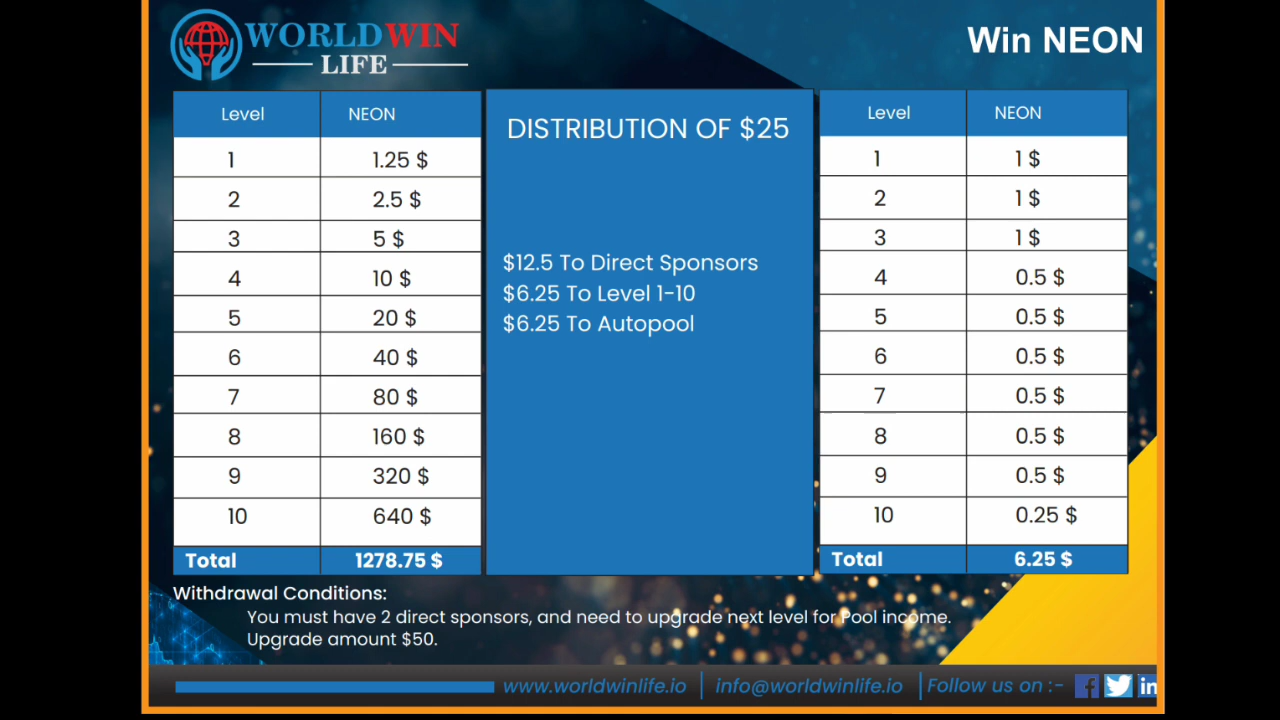 WORLDWIN
LIFE
Win NEON
Level NEON
1 1.25 $
2 2.5 $
3 5 $
4 10 $
5 20 $
6 40 $
7 80 $
8 160 $
9 320 $
10 640 $
Total 1278.75 $
DISTRIBUTION OF $25
$12.5 To Direct Sponsors
$6.25 To Level 1-10
$6.25 To Autopool
Level NEON
1 1 $
2 1 $
3 1 $
4 0.5 $
5 0.5 $
6 0.5 $
7 0.5 $
8 0.5 $
9 0.5 $
10 0.25 $
Total 6.25 $
Withdrawal Conditions:
You must have 2 direct sponsors, and need to upgrade next level for Pool income.
Upgrade amount $50.
www.worldwinlife.io | info@worldwinlife.io | Follow us on :- f in